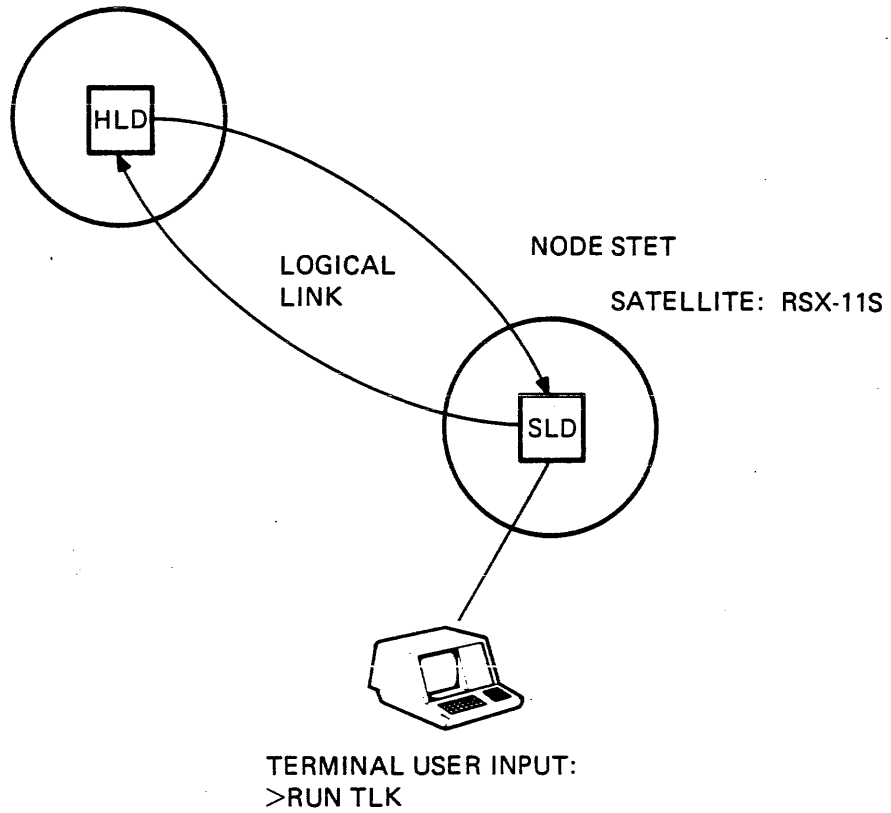 HLD
LOGICAL
LINK
NODE STET
SATELLITE: RSX-11S
SLD
TERMINAL USER INPUT:
>RUN TLK